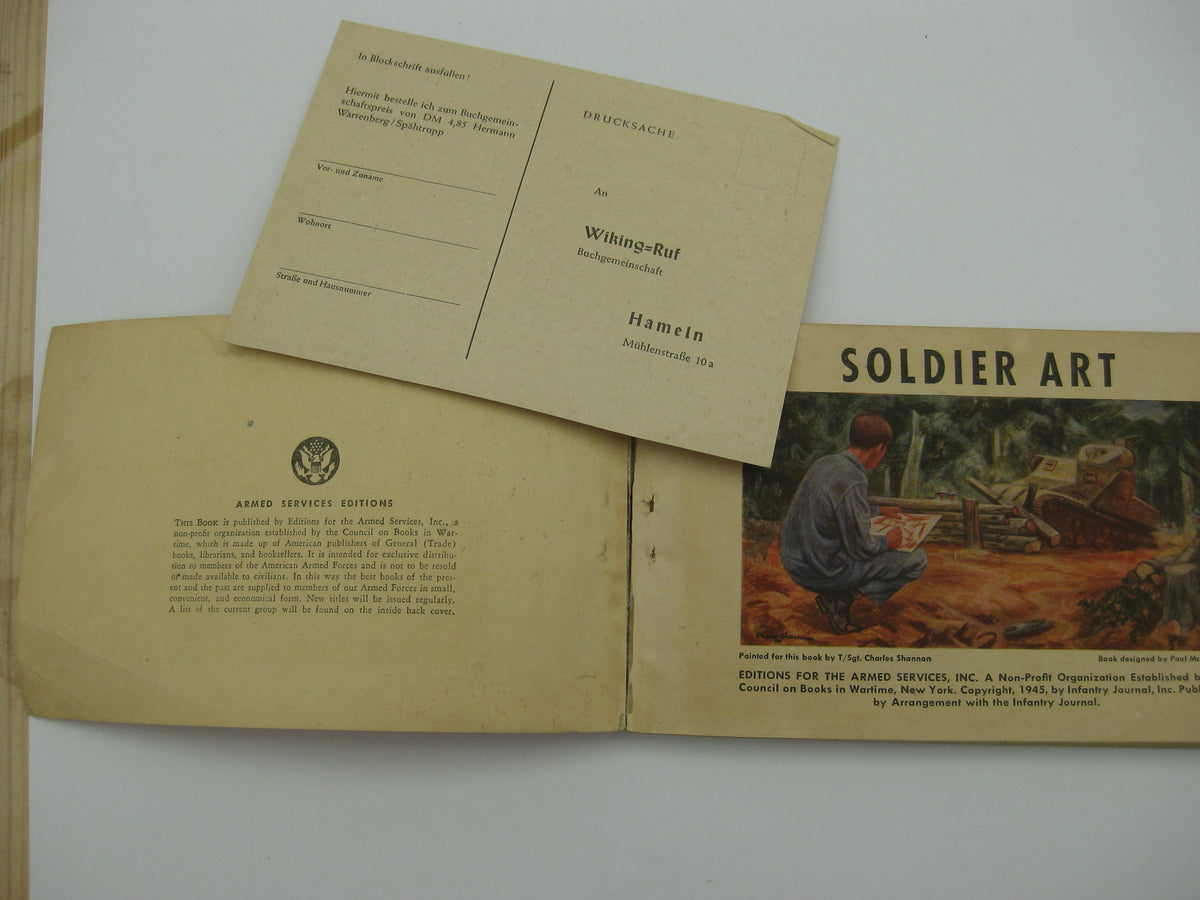 In Blockschrift ausfüllen!
Hiermit bestelle ich zum Buchgemein-
schaftspreis von DM 4,85 Hermann
Wartenberg/Spähtrupp
Vor- und Zuname
Wohnort
Straße und Hausnummer
DRUCKSACHE
An
Wiking=Ruf
Buchgemeinschaft
Hameln
Mühlenstraße 10a
ARMED SERVICES EDITIONS
THIS BOOK is published by Editions for the Armed Services, Inc., a
non-profit organization established by the Council on Books in War-
time, which is made up of American publishers of General (Trade)
books, librarians, and booksellers. It is intended for exclusive distribu-
tion to members of the American Armed Forces and is not to be resold
or made available to civilians. In this way the best books of the pres-
ent and the past are supplied to members of our Armed Forces in small,
convenient, and economical form. New titles will be issued regularly.
A list of the current group will be found on the inside back cover.
SOLDIER ART
Painted for this book by T/Sgt. Charles Shannon
Book designed by Paul
EDITIONS FOR THE ARMED SERVICES, INC. A Non-Profit Organization Established
Council on Books in Wartime, New York. Copyright, 1945, by Infantry Journal, Inc.
by Arrangement with the Infantry Journal.